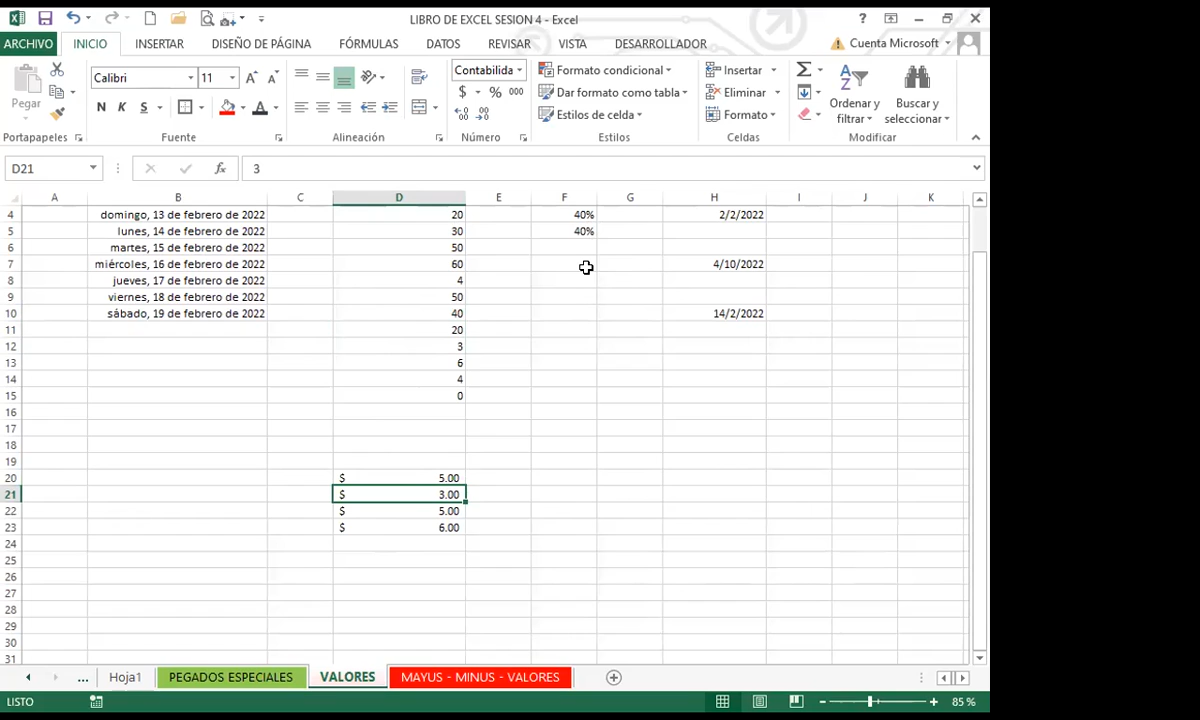 LIBRO DE EXCEL SESION 4 - Excel
?
ARCHIVO INICIO INSERTAR DISEÑO DE PÁGINA FÓRMULAS DATOS REVISAR VISTA DESARROLLADOR Cuenta Microsoft
Pegar
Calibri 11
N K S
Contabilida
$ % 000
Formato condicional
Dar formato como tabla
Estilos de celda
Insertar
Eliminar
Formato
Ordenar y filtrar
Buscar y seleccionar
Portapapeles Fuente Alineación Número Estilos Celdas Modificar
D21 fx 3
A B C D E F G H I J K
4 domingo, 13 de febrero de 2022 20 40% 2/2/2022
5 lunes, 14 de febrero de 2022 30 40%
6 martes, 15 de febrero de 2022 50
7 miércoles, 16 de febrero de 2022 60 4/10/2022
8 jueves, 17 de febrero de 2022 4
9 viernes, 18 de febrero de 2022 50
10 sábado, 19 de febrero de 2022 40 14/2/2022
11 20
12 3
13 6
14 4
15 0
16
17
18
19
20 $ 5.00
21 $ 3.00
22 $ 5.00
23 $ 6.00
24
25
26
27
28
29
30
31
... Hoja1 PEGADOS ESPECIALES VALORES MAYUS - MINUS - VALORES
LISTO 85 %